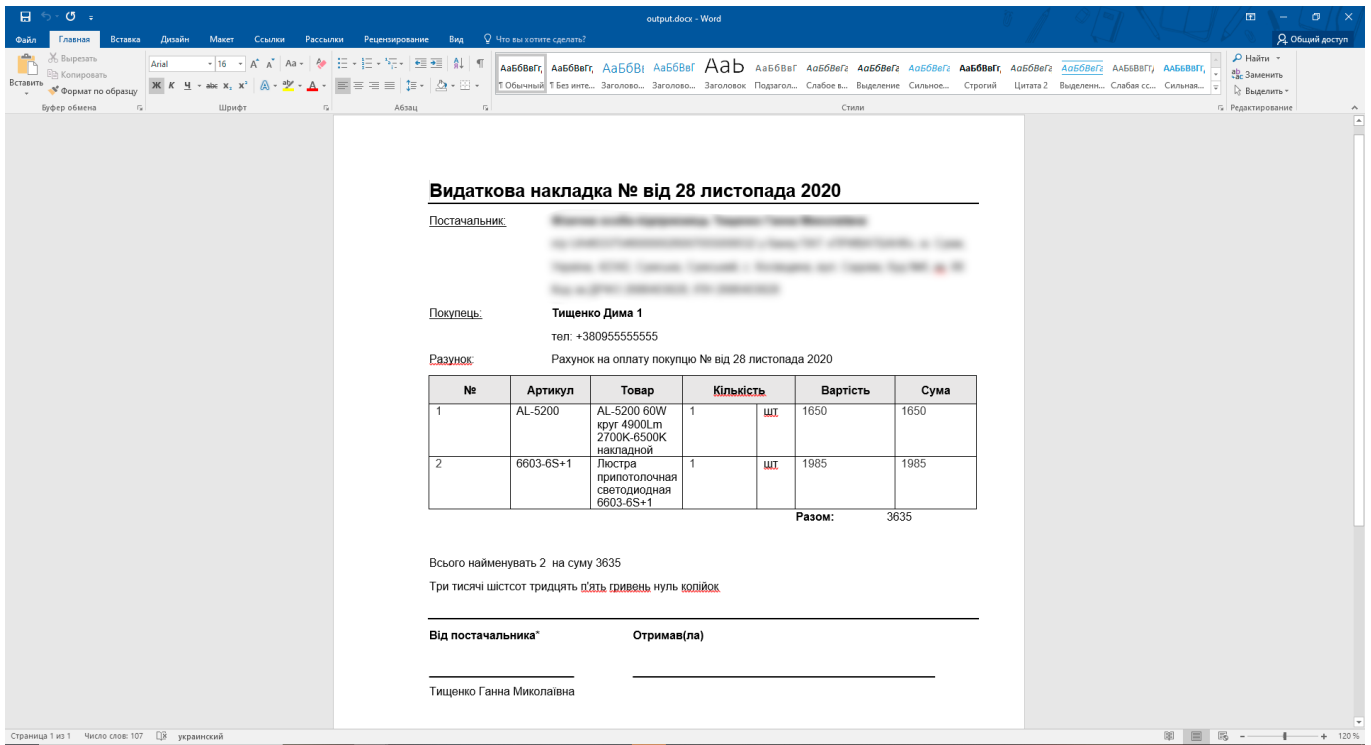 output.docx - Word
Файл Главная Вставка Дизайн Макет Ссылки Рассылки Рецензирование Вид Что вы хотите сделать? Общий доступ
Вставить
Вырезать
Копировать
Формат по образцу
Буфер обмена
Arial 16
Шрифт
Абзац
АаБбВвГг, АаБбВвГг, АаБбВі АаБбВвГ АаЬ АаБбВвГ АаБбВвГг АаБбВвГг АаБбВвГг АаБбВвГг, АаБбВвГг АаБбВвГг ААББВВГГ, ААББВВГГ,
¶ Обычный ¶ Без инте... Заголово... Заголово... Заголовок Подзагол... Слабое в... Выделение Сильное... Строгий Цитата 2 Выделенн... Слабая сс... Сильная...
Стили
Найти
Заменить
Выделить
Редактирование
Видаткова накладка № від 28 листопада 2020
Постачальник:
Покупець: Тищенко Дима 1
тел: +380955555555
Разунок: Рахунок на оплату покупцю № від 28 листопада 2020
№ Артикул Товар Кількість Вартість Сума
1 AL-5200 AL-5200 60W 1 шт 1650 1650
круг 4900Lm
2700K-6500K
накладной
2 6603-6S+1 Люстра 1 шт 1985 1985
припотолочная
светодиодная
6603-6S+1
Разом: 3635
Всього найменувать 2 на суму 3635
Три тисячі шістсот тридцять п'ять гривень нуль копійок
Від постачальника* Отримав(ла)
Тищенко Ганна Миколаївна
Страница 1 из 1 Число слов: 107 украинский 120 %